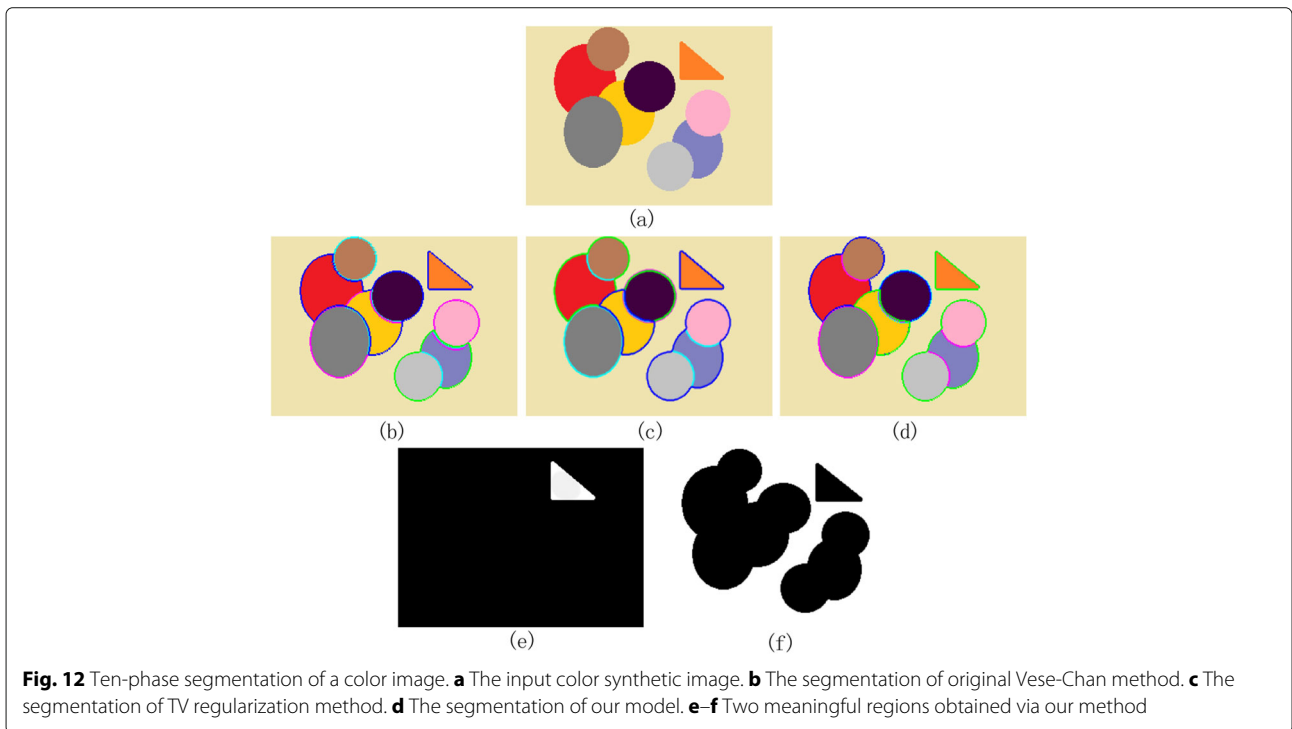 (a)
(b)
(c)
(d)
(e)
(f)
Fig. 12 Ten-phase segmentation of a color image. a The input color synthetic image. b The segmentation of original Vese-Chan method. c The
segmentation of TV regularization method. d The segmentation of our model. e–f Two meaningful regions obtained via our method